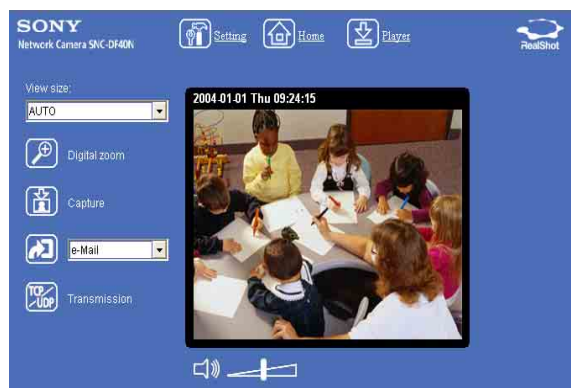 SONY
Network Camera SNC-DF40N
Setting
Home
Player
RealShot
View size:
AUTO
2004-01-01 Thu 09:24:15
Digital zoom
Capture
e-Mail
TCP/UDP
Transmission